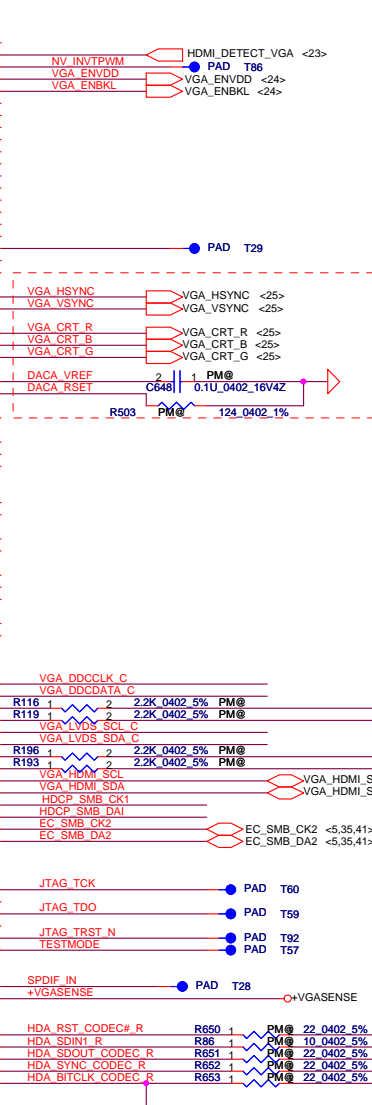 HDMI_DETECT_VGA <23>
NV_INVTPWM PAD T86
VGA_ENVDD VGA_ENVDD <24>
VGA_ENBKL VGA_ENBKL <24>
PAD T29
VGA_HSYNC VGA_HSYNC <25>
VGA_VSYNC VGA_VSYNC <25>
VGA_CRT_R VGA_CRT_R <25>
VGA_CRT_B VGA_CRT_B <25>
VGA_CRT_G VGA_CRT_G <25>
DACA_VREF 2 1 PM@
DACA_RSET C648 0.1U_0402_16V4Z
R503 PM@ 124_0402_1%
VGA_DDCCLK_C
VGA_DDCDATA_C
R116 1 2 2.2K_0402_5% PM@
R119 1 2 2.2K_0402_5% PM@
VGA_LVDS_SCL_C
VGA_LVDS_SDA_C
R196 1 2 2.2K_0402_5% PM@
R193 1 2 2.2K_0402_5% PM@
VGA_HDMI_SCL VGA_HDMI_S
VGA_HDMI_SDA VGA_HDMI_S
HDCP_SMB_CK1
HDCP_SMB_DAI
EC_SMB_CK2 EC_SMB_CK2 <5,35,41>
EC_SMB_DA2 EC_SMB_DA2 <5,35,41>
JTAG_TCK PAD T60
JTAG_TDO PAD T59
JTAG_TRST_N PAD T92
TESTMODE PAD T57
SPDIF_IN PAD T28
+VGASENSE +VGASENSE
HDA_RST_CODEC#_R R650 1 PM@ 22_0402_5%
HDA_SDIN1_R R86 1 PM@ 10_0402_5%
HDA_SDOUT_CODEC_R R651 1 PM@ 22_0402_5%
HDA_SYNC_CODEC_R R652 1 PM@ 22_0402_5%
HDA_BITCLK_CODEC_R R653 1 PM@ 22_0402_5%